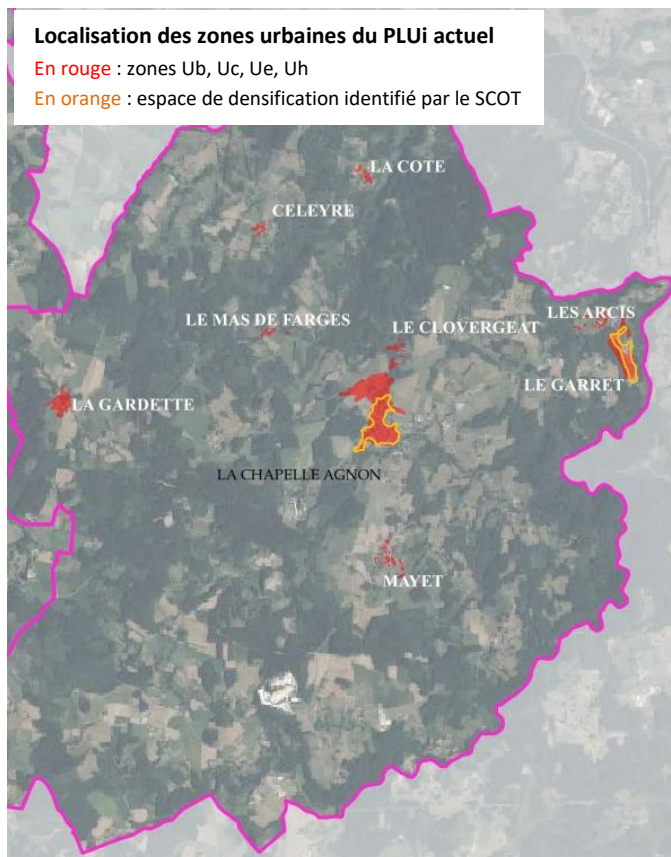 Localisation des zones urbaines du PLUi actuel
En rouge : zones Ub, Uc, Ue, Uh
En orange : espace de densification identifié par le SCOT
LA COTE
CELEYRE
LE MAS DE FARGES
LE CLOVERGEAT
LES ARCIS
LE GARRET
LA GARDETTE
LA CHAPELLE AGNON
MAYET